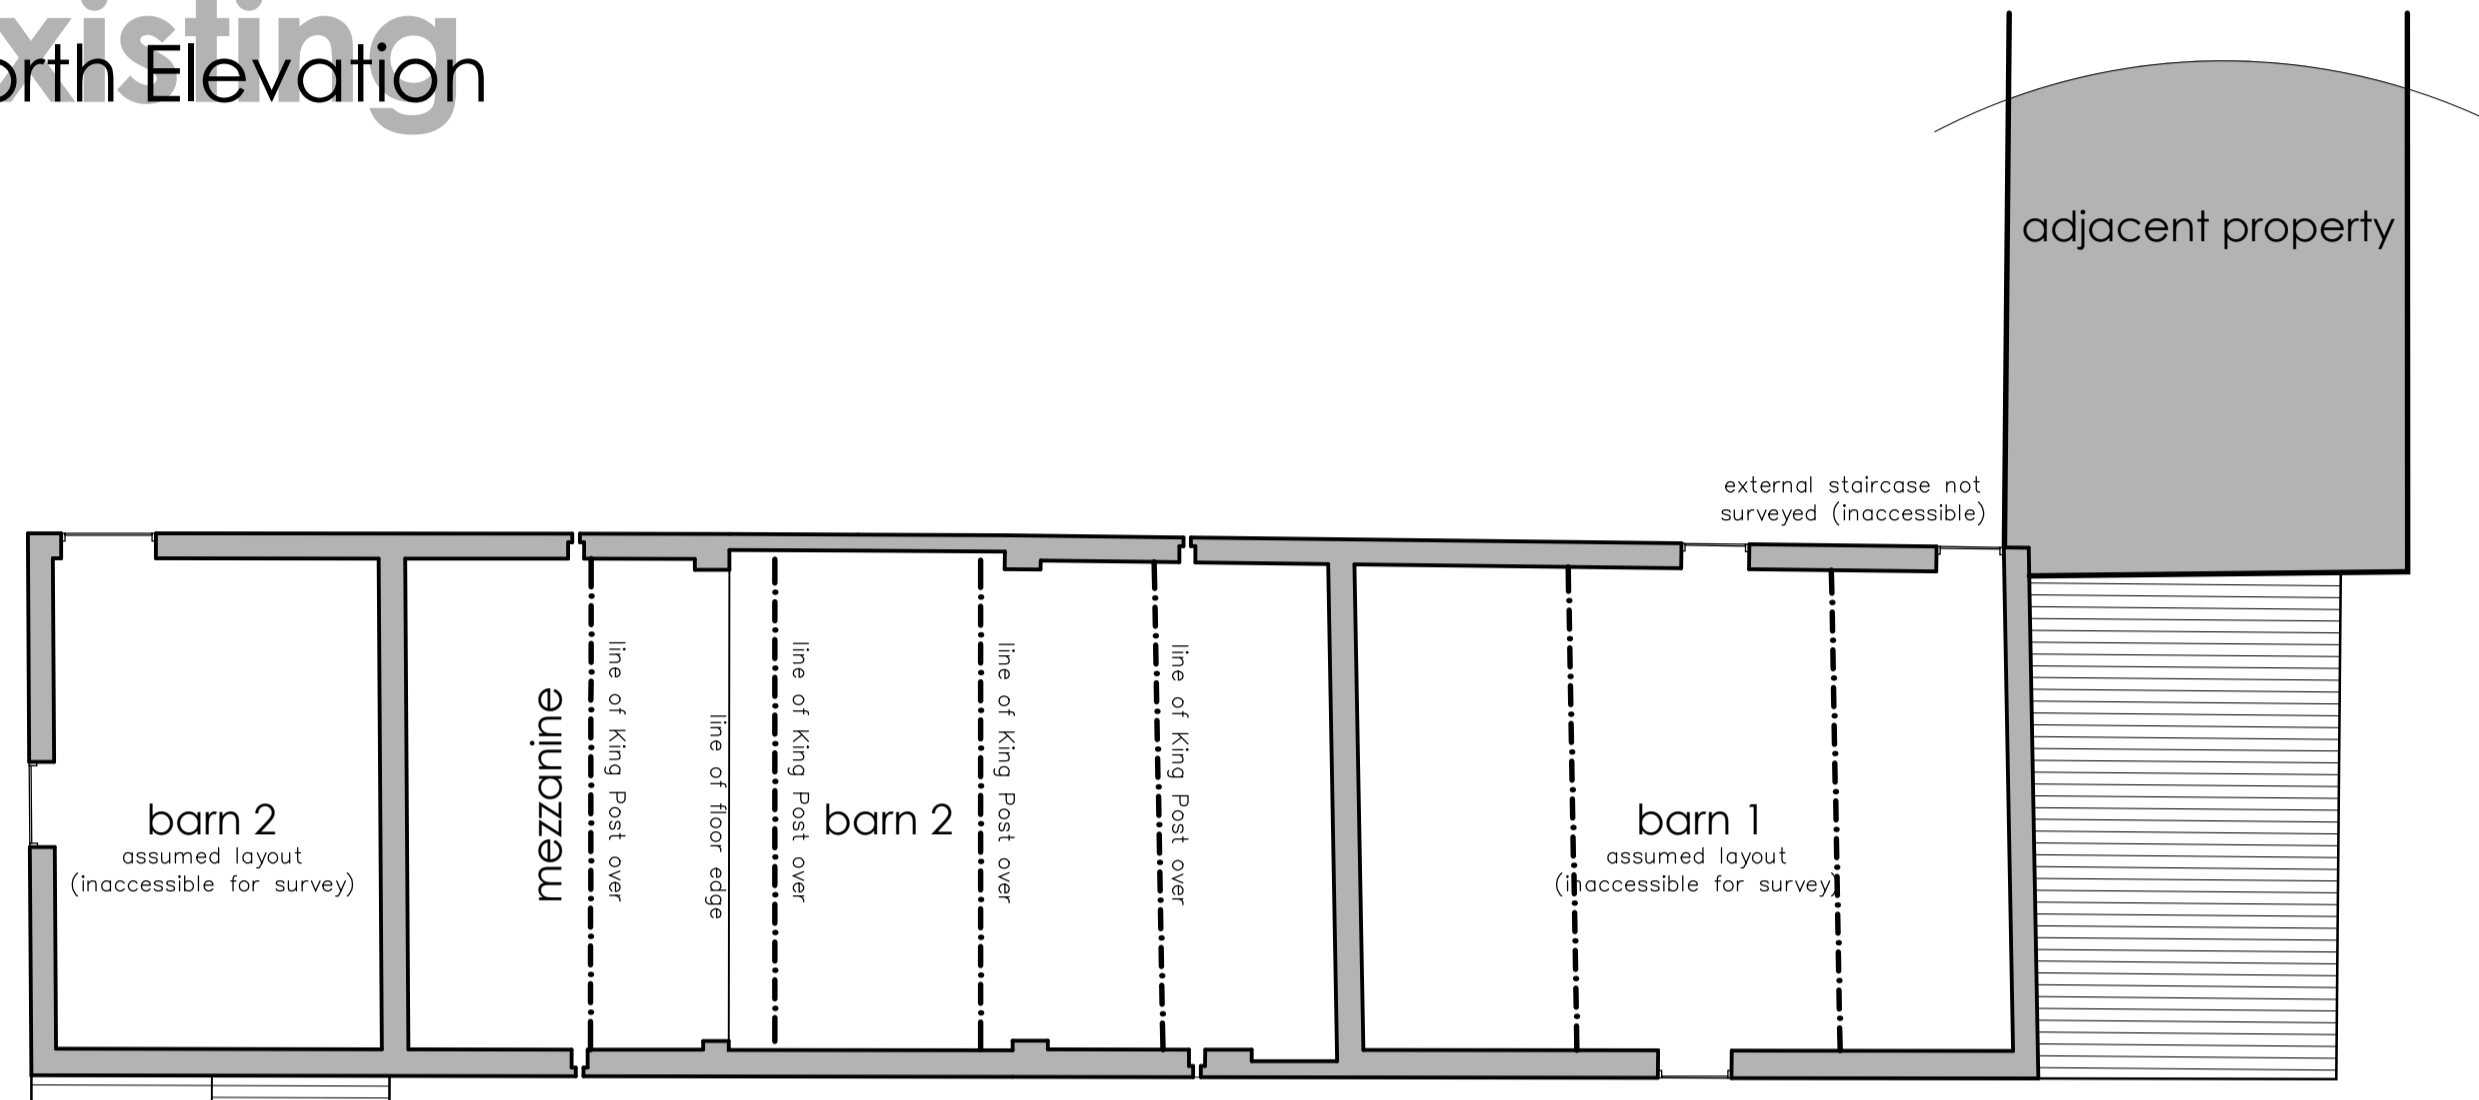 xisting
orth Elevation
adjacent property
external staircase not
surveyed (inaccessible)
barn 2
assumed layout
(inaccessible for survey)
mezzanine
line of King Post over
line of floor edge
line of King Post over
barn 2
line of King Post over
line of King Post over
barn 1
assumed layout
(inaccessible for survey)